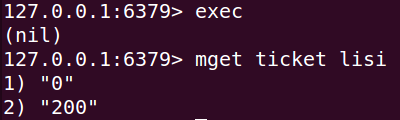 127.0.0.1:6379> exec
(nil)
127.0.0.1:6379> mget ticket lisi
1) "0"
2) "200"